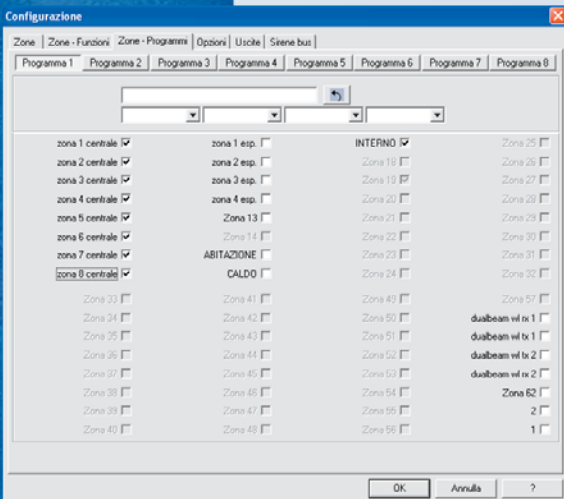 Configurazione
Zone Zone - Funzioni Zone - Programmi Opzioni Uscite Sirene bus
Programma 1 Programma 2 Programma 3 Programma 4 Programma 5 Programma 6 Programma 7 Programma 8
zona 1 centrale zona 1 esp. INTERNO Zona 25
zona 2 centrale zona 2 esp. Zona 18 Zona 26
zona 3 centrale zona 3 esp. Zona 19 Zona 27
zona 4 centrale zona 4 esp. Zona 20 Zona 28
zona 5 centrale Zona 13 Zona 21 Zona 29
zona 6 centrale Zona 14 Zona 22 Zona 30
zona 7 centrale ABITAZIONE Zona 23 Zona 31
zona 8 centrale CALDO Zona 24 Zona 32
Zona 33 Zona 41 Zona 49 Zona 57
Zona 34 Zona 42 Zona 50 dualbeam wl rx 1
Zona 35 Zona 43 Zona 51 dualbeam wl tx 1
Zona 36 Zona 44 Zona 52 dualbeam wl tx 2
Zona 37 Zona 45 Zona 53 dualbeam wl rx 2
Zona 38 Zona 46 Zona 54 Zona 62
Zona 39 Zona 47 Zona 55 2
Zona 40 Zona 48 Zona 56 1
OK Annulla ?